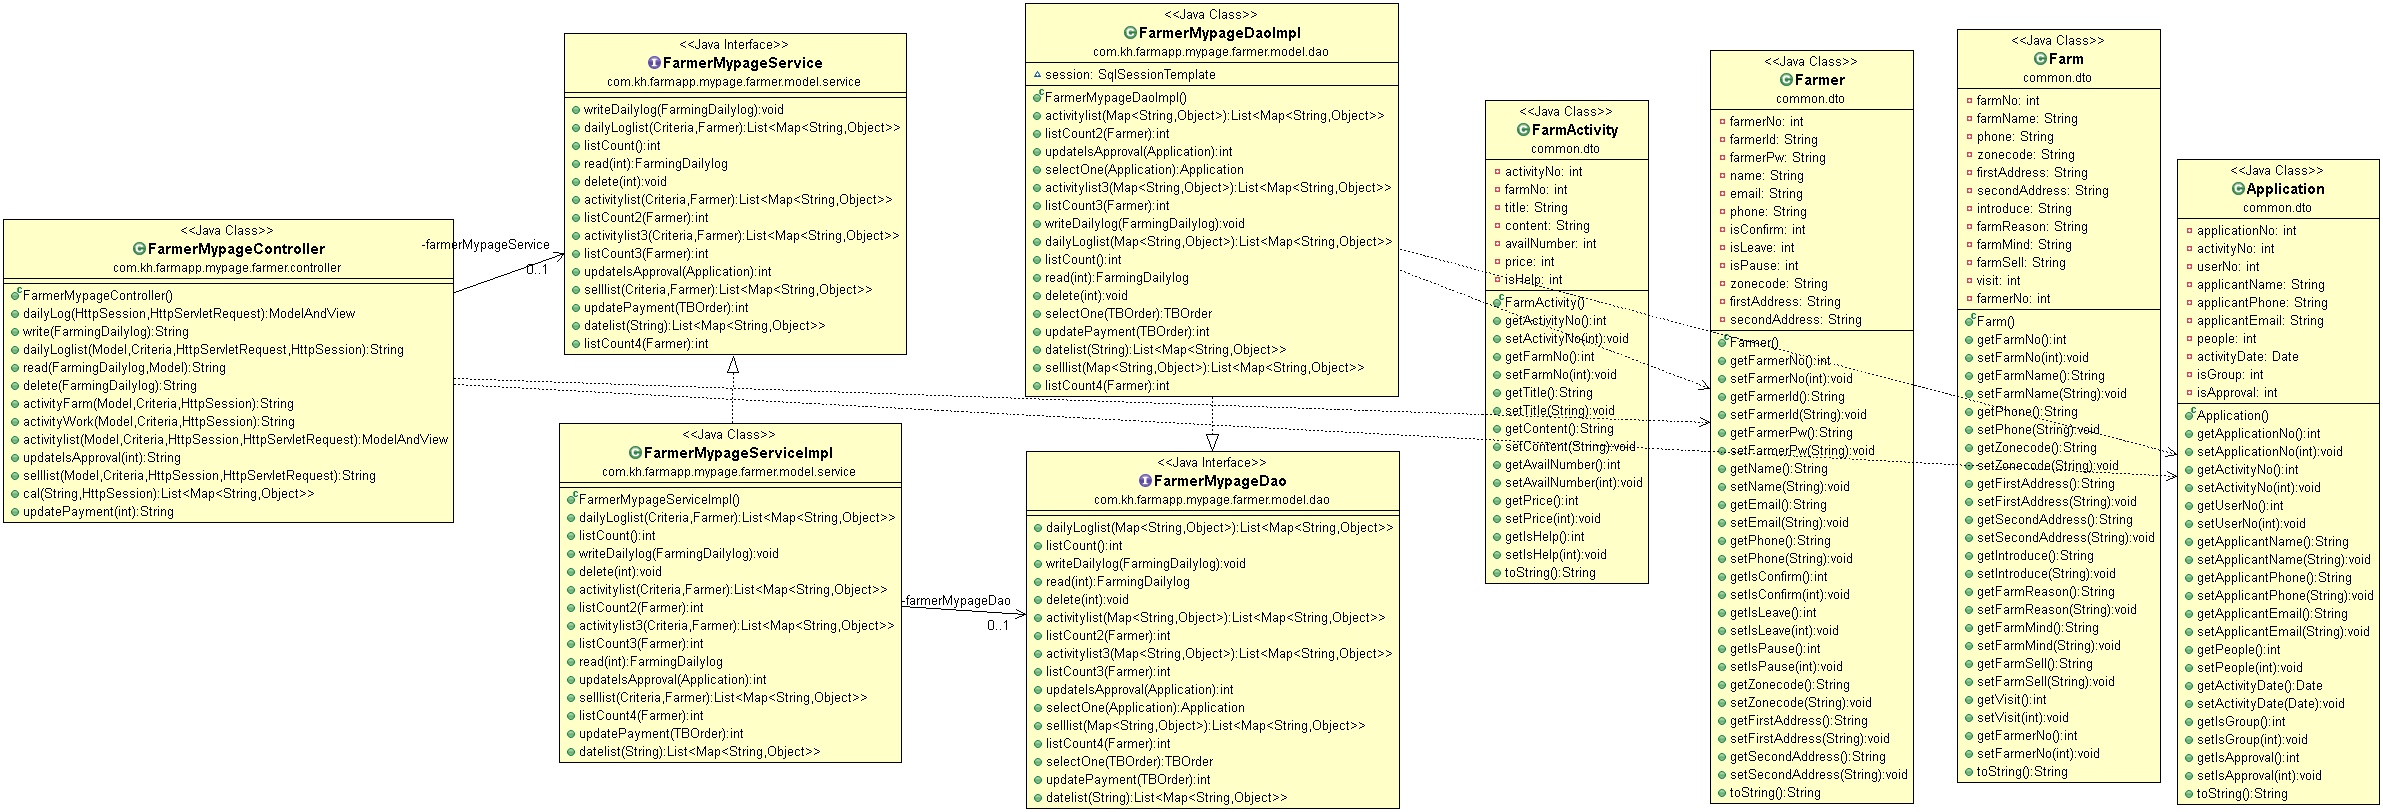 <<Java Class>>
FarmerMypageController
com.kh.farmapp.mypage.farmer.controller
FarmerMypageController()
dailyLog(HttpSession,HttpServletRequest):ModelAndView
write(FarmingDailylog):String
dailyLoglist(Model,Criteria,HttpServletRequest,HttpSession):String
read(FarmingDailylog,Model):String
delete(FarmingDailylog):String
activityFarm(Model,Criteria,HttpSession):String
activityWork(Model,Criteria,HttpSession):String
activitylist(Model,Criteria,HttpSession,HttpServletRequest):ModelAndView
updateIsApproval(int):String
selllist(Model,Criteria,HttpSession,HttpServletRequest):String
cal(String,HttpSession):List<Map<String,Object>>
updatePayment(int):String
-farmerMypageService
0..1
<<Java Interface>>
FarmerMypageService
com.kh.farmapp.mypage.farmer.model.service
writeDailylog(FarmingDailylog):void
dailyLoglist(Criteria,Farmer):List<Map<String,Object>>
listCount():int
read(int):FarmingDailylog
delete(int):void
activitylist(Criteria,Farmer):List<Map<String,Object>>
listCount2(Farmer):int
activitylist3(Criteria,Farmer):List<Map<String,Object>>
listCount3(Farmer):int
updateIsApproval(Application):int
selllist(Criteria,Farmer):List<Map<String,Object>>
updatePayment(TBOrder):int
datelist(String):List<Map<String,Object>>
listCount4(Farmer):int
<<Java Class>>
FarmerMypageServiceImpl
com.kh.farmapp.mypage.farmer.model.service
FarmerMypageServiceImpl()
dailyLoglist(Criteria,Farmer):List<Map<String,Object>>
listCount():int
writeDailylog(FarmingDailylog):void
delete(int):void
activitylist(Criteria,Farmer):List<Map<String,Object>>
listCount2(Farmer):int
activitylist3(Criteria,Farmer):List<Map<String,Object>>
listCount3(Farmer):int
read(int):FarmingDailylog
updateIsApproval(Application):int
selllist(Criteria,Farmer):List<Map<String,Object>>
listCount4(Farmer):int
updatePayment(TBOrder):int
datelist(String):List<Map<String,Object>>
-farmerMypageDao
0..1
<<Java Class>>
FarmerMypageDaoImpl
com.kh.farmapp.mypage.farmer.model.dao
session: SqlSessionTemplate
FarmerMypageDaoImpl()
activitylist(Map<String,Object>):List<Map<String,Object>>
listCount2(Farmer):int
updateIsApproval(Application):int
selectOne(Application):Application
activitylist3(Map<String,Object>):List<Map<String,Object>>
listCount3(Farmer):int
writeDailylog(FarmingDailylog):void
dailyLoglist(Map<String,Object>):List<Map<String,Object>>
listCount():int
read(int):FarmingDailylog
delete(int):void
selectOne(TBOrder):TBOrder
updatePayment(TBOrder):int
datelist(String):List<Map<String,Object>>
selllist(Map<String,Object>):List<Map<String,Object>>
listCount4(Farmer):int
<<Java Interface>>
FarmerMypageDao
com.kh.farmapp.mypage.farmer.model.dao
dailyLoglist(Map<String,Object>):List<Map<String,Object>>
listCount():int
writeDailylog(FarmingDailylog):void
read(int):FarmingDailylog
delete(int):void
activitylist(Map<String,Object>):List<Map<String,Object>>
listCount2(Farmer):int
activitylist3(Map<String,Object>):List<Map<String,Object>>
listCount3(Farmer):int
updateIsApproval(Application):int
selectOne(Application):Application
selllist(Map<String,Object>):List<Map<String,Object>>
listCount4(Farmer):int
selectOne(TBOrder):TBOrder
updatePayment(TBOrder):int
datelist(String):List<Map<String,Object>>
<<Java Class>>
FarmActivity
common.dto
activityNo: int
farmNo: int
title: String
content: String
availNumber: int
price: int
isHelp: int
FarmActivity()
getActivityNo():int
setActivityNo(int):void
getFarmNo():int
setFarmNo(int):void
getTitle():String
setTitle(String):void
getContent():String
setContent(String):void
getAvailNumber():int
setAvailNumber(int):void
getPrice():int
setPrice(int):void
getIsHelp():int
setIsHelp(int):void
toString():String
<<Java Class>>
Farmer
common.dto
farmerNo: int
farmerId: String
farmerPw: String
name: String
email: String
phone: String
isConfirm: int
isLeave: int
isPause: int
zonecode: String
firstAddress: String
secondAddress: String
Farmer()
getFarmerNo():int
setFarmerNo(int):void
getFarmerId():String
setFarmerId(String):void
getFarmerPw():String
setFarmerPw(String):void
getName():String
setName(String):void
getEmail():String
setEmail(String):void
getPhone():String
setPhone(String):void
getIsConfirm():int
setIsConfirm(int):void
getIsLeave():int
setIsLeave(int):void
getIsPause():int
setIsPause(int):void
getZonecode():String
setZonecode(String):void
getFirstAddress():String
setFirstAddress(String):void
getSecondAddress():String
setSecondAddress(String):void
toString():String
<<Java Class>>
Farm
common.dto
farmNo: int
farmName: String
phone: String
zonecode: String
firstAddress: String
secondAddress: String
introduce: String
farmReason: String
farmMind: String
farmSell: String
visit: int
farmerNo: int
Farm()
getFarmNo():int
setFarmNo(int):void
getFarmName():String
setFarmName(String):void
getPhone():String
setPhone(String):void
getZonecode():String
setZonecode(String):void
getFirstAddress():String
setFirstAddress(String):void
getSecondAddress():String
setSecondAddress(String):void
getIntroduce():String
setIntroduce(String):void
getFarmReason():String
setFarmReason(String):void
getFarmMind():String
setFarmMind(String):void
getFarmSell():String
setFarmSell(String):void
getVisit():int
setVisit(int):void
getFarmerNo():int
setFarmerNo(int):void
toString():String
<<Java Class>>
Application
common.dto
applicationNo: int
activityNo: int
userNo: int
applicantName: String
applicantPhone: String
applicantEmail: String
people: int
activityDate: Date
isGroup: int
isApproval: int
Application()
getApplicationNo():int
setApplicationNo(int):void
getActivityNo():int
setActivityNo(int):void
getUserNo():int
setUserNo(int):void
getApplicantName():String
setApplicantName(String):void
getApplicantPhone():String
setApplicantPhone(String):void
getApplicantEmail():String
setApplicantEmail(String):void
getPeople():int
setPeople(int):void
getActivityDate():Date
setActivityDate(Date):void
getIsGroup():int
setIsGroup(int):void
getIsApproval():int
setIsApproval(int):void
toString():String